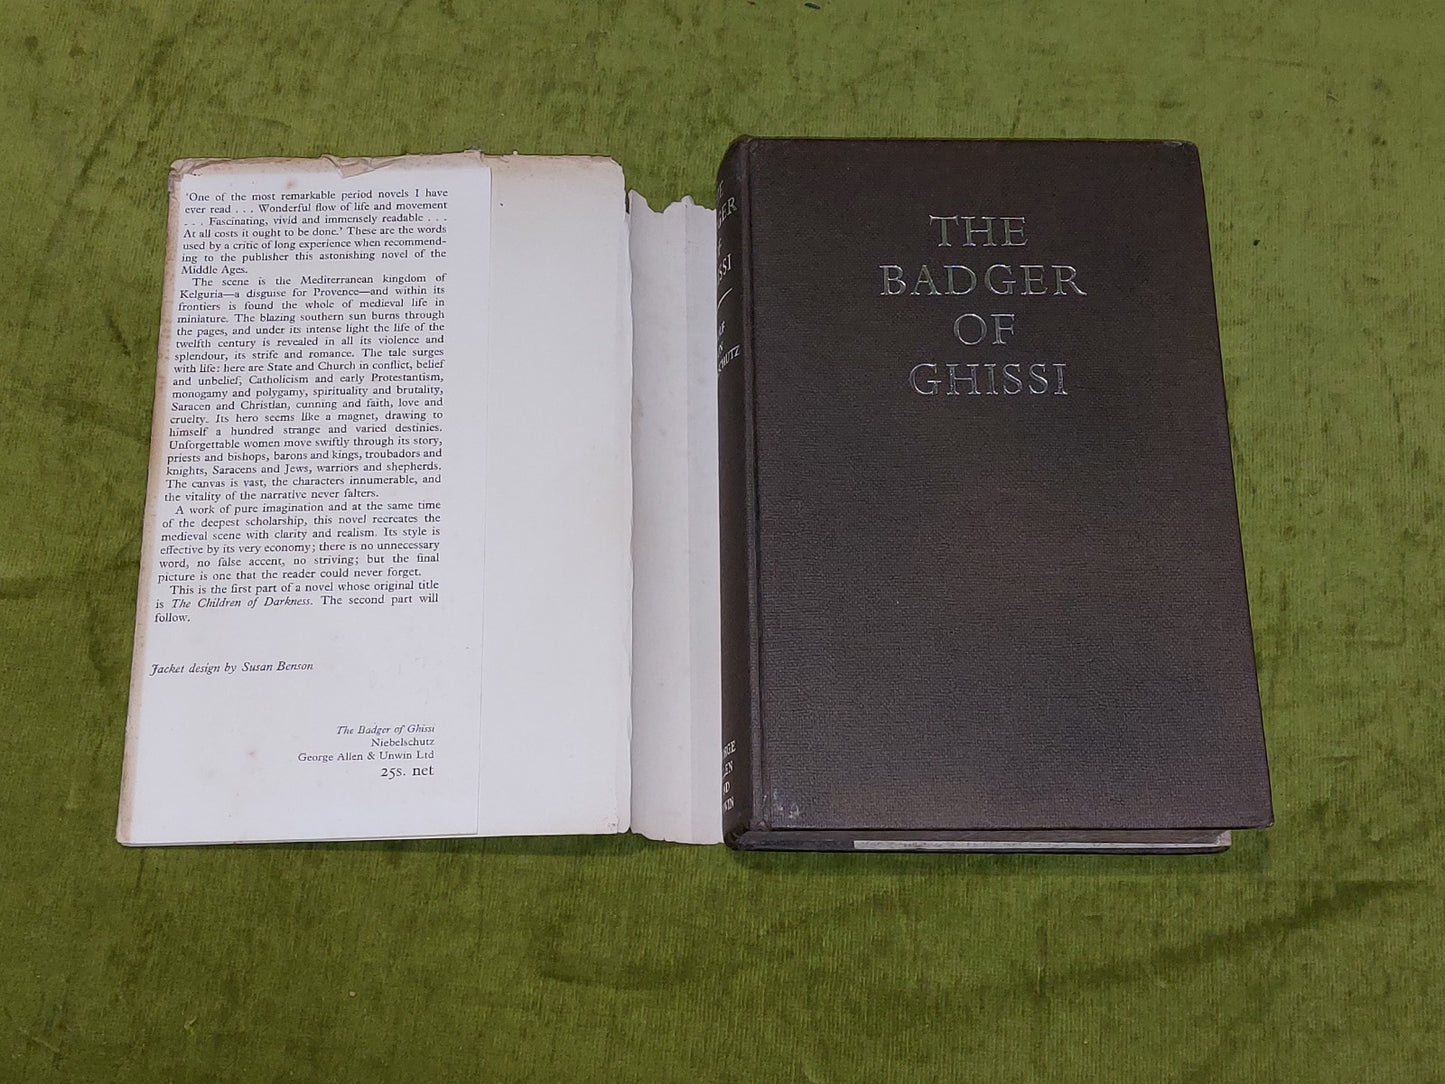 'One of the most remarkable period novels I have
ever read . . . Wonderful flow of life and movement
. . . Fascinating, vivid and immensely readable . . .
At all costs it ought to be done.' These are the words
used by a critic of long experience when recommend-
ing to the publisher this astonishing novel of the
Middle Ages.
The scene is the Mediterranean kingdom of
Kelguria—a disguise for Provence—and within its
frontiers is found the whole of medieval life in
miniature. The blazing southern sun burns through
the pages, and under its intense light the life of the
twelfth century is revealed in all its violence and
splendour, its strife and romance. The tale surges
with life: here are State and Church in conflict, belief
and unbelief, Catholicism and early Protestantism,
monogamy and polygamy, spirituality and brutality,
Saracen and Christian, cunning and faith, love and
cruelty. Its hero seems like a magnet, drawing to
himself a hundred strange and varied destinies.
Unforgettable women move swiftly through its story,
priests and bishops, barons and kings, troubadors and
knights, Saracens and Jews, warriors and shepherds.
The canvas is vast, the characters innumerable, and
the vitality of the narrative never falters.
A work of pure imagination and at the same time
of the deepest scholarship, this novel recreates the
medieval scene with clarity and realism. Its style is
effective by its very economy; there is no unnecessary
word, no false accent, no striving; but the final
picture is one that the reader could never forget.
This is the first part of a novel whose original title
is The Children of Darkness. The second part will
follow.
Jacket design by Susan Benson
The Badger of Ghissi
Niebelschutz
George Allen & Unwin Ltd
25s. net
THE
BADGER
OF
GHISSI